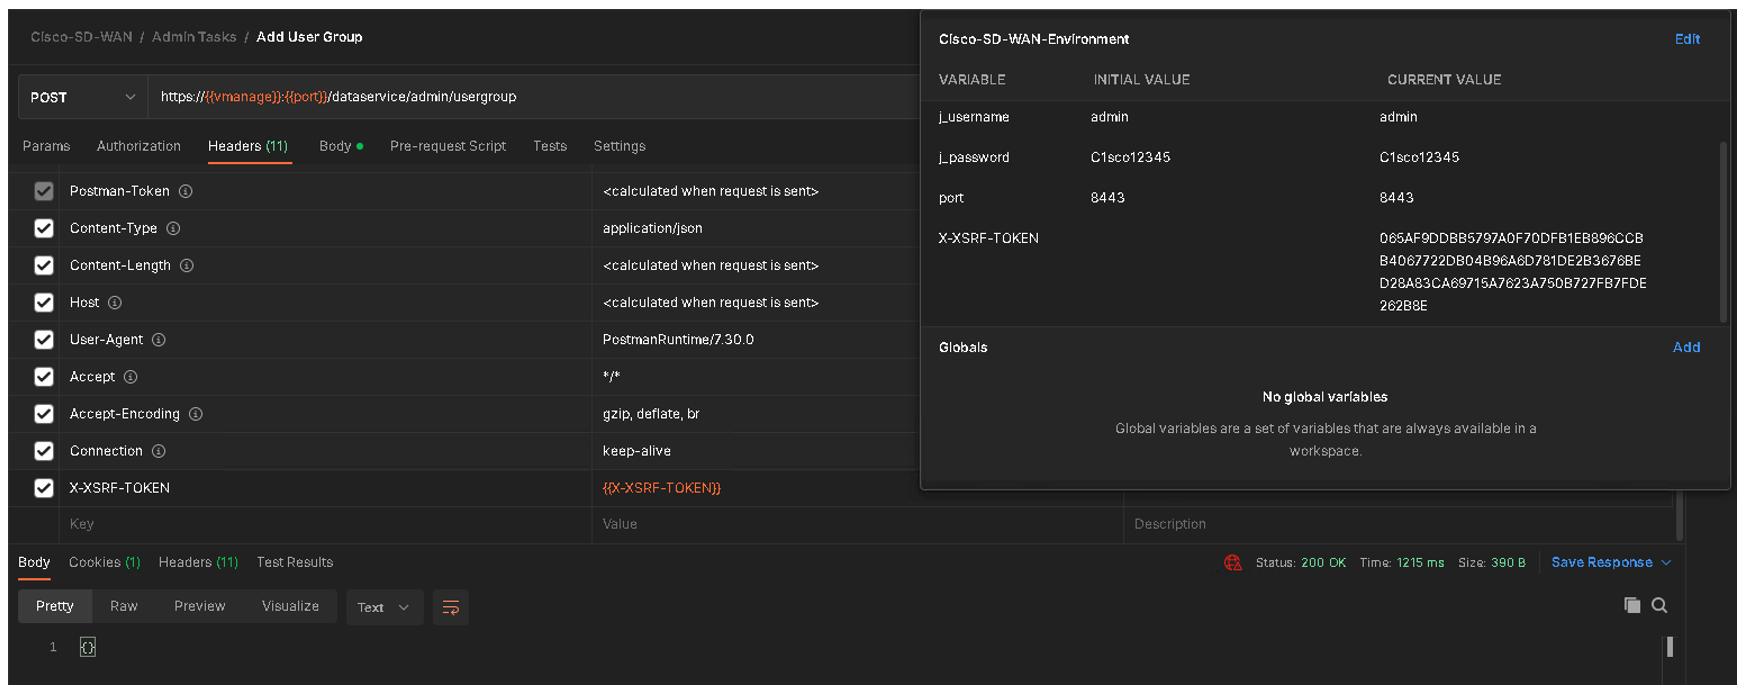 Cisco-SD-WAN / Admin Tasks / Add User Group
POST https://{{vmanage}}:{{port}}/dataservice/admin/usergroup
Params Authorization Headers (11) Body Pre-request Script Tests Settings
Postman-Token <calculated when request is sent>
Content-Type application/json
Content-Length <calculated when request is sent>
Host <calculated when request is sent>
User-Agent PostmanRuntime/7.30.0
Accept */*
Accept-Encoding gzip, deflate, br
Connection keep-alive
X-XSRF-TOKEN {{X-XSRF-TOKEN}}
Key Value Description
Cisco-SD-WAN-Environment Edit
VARIABLE INITIAL VALUE CURRENT VALUE
j_username admin admin
j_password C1sco12345 C1sco12345
port 8443 8443
X-XSRF-TOKEN 065AF9DDBB5797A0F70DFB1EB896CCB
B4067722DB04B96A6D781DE2B3676BE
D28A83CA69715A7623A750B727FB7FDE
262B8E
Globals Add
No global variables
Global variables are a set of variables that are always available in a
workspace.
Body Cookies (1) Headers (11) Test Results Status: 200 OK Time: 1215 ms Size: 390 B Save Response
Pretty Raw Preview Visualize Text
1 {}